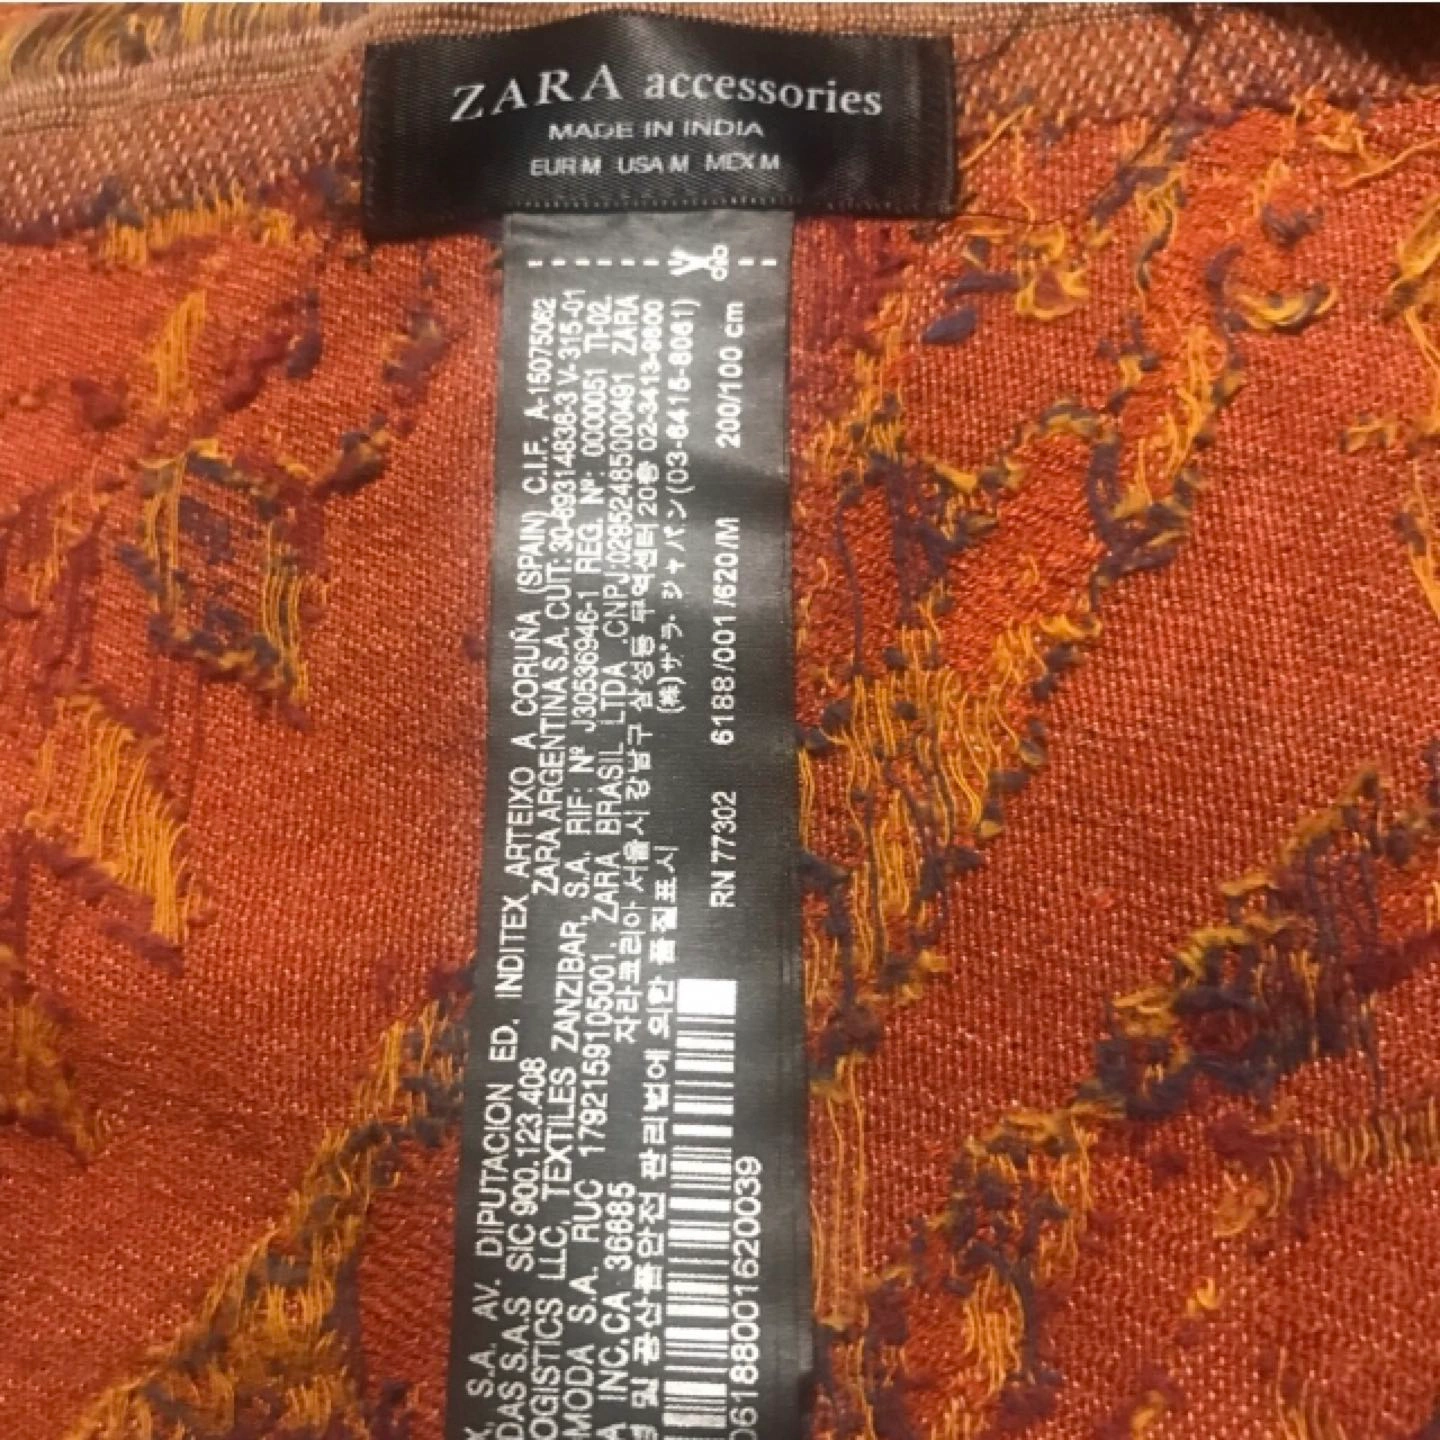 ZARA accessories
MADE IN INDIA
EUR M USA M MEX M
X, S.A. AV. DIPUTACION ED. INDITEX ARTEIXO A CORUÑA (SPAIN) C.I.F. A-15075062
DAS S.A.S SIC 900.123.408 ZARA ARGENTINA S.A. CUIT: 30-69314838-3 V-315-01
OGISTICS LLC, TEXTILES ZANZIBAR, S.A. RIF: Nº J30536946-1 REG. Nº: 0000051 TI-02.
MODA S.A. RUC 1792159105001, ZARA BRASIL LTDA .CNPJ:02952485000491 ZARA
A INC.CA 36685 자라코리아 서울시 강남구 삼성동 무역센터 20층 02-3413-9800
및 공산품안전 관리법에 의한 품질표시 (株)ザラ・ジャパン(03-6415-8061)
RN 77302 6188/001/620/M 200/100 cm
06188001620039